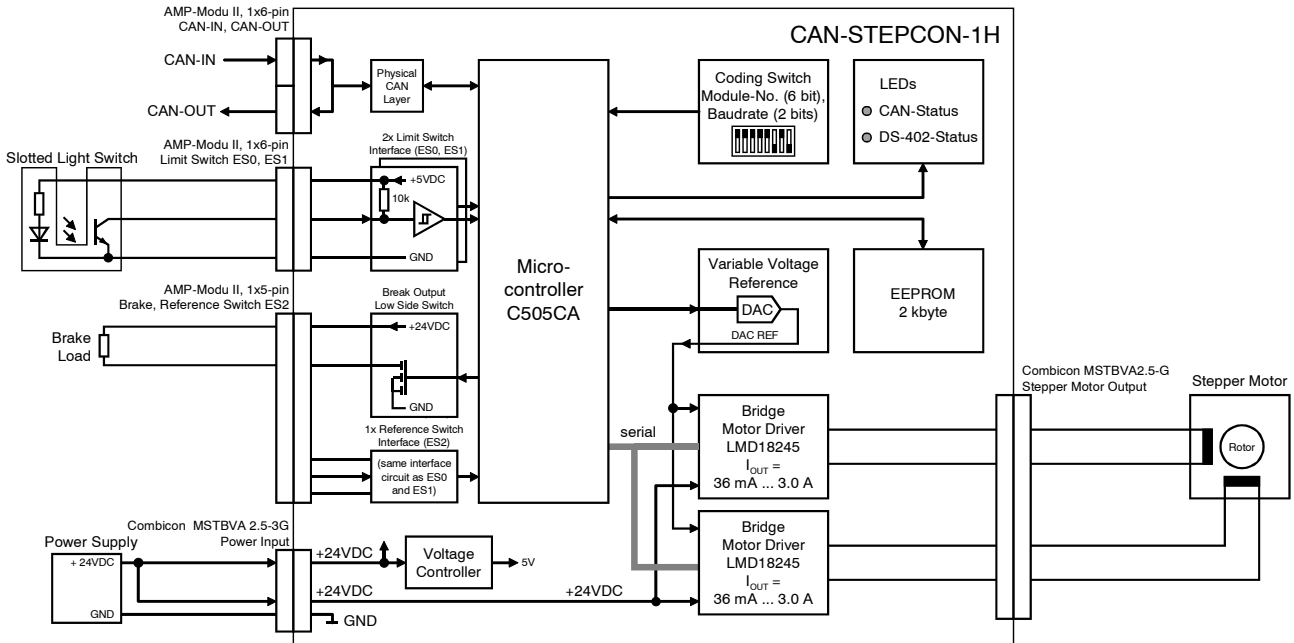 AMP-Modu II, 1x6-pin
CAN-IN, CAN-OUT
CAN-IN
CAN-OUT
Physical
CAN
Layer
CAN-STEPCON-1H
Coding Switch
Module-No. (6 bit),
Baudrate (2 bits)
LEDs
CAN-Status
DS-402-Status
AMP-Modu II, 1x6-pin
Limit Switch ES0, ES1
Slotted Light Switch
2x Limit Switch
Interface (ES0, ES1)
+5VDC
10k
GND
Micro-
controller
C505CA
Variable Voltage
Reference
DAC
DAC REF
EEPROM
2 kbyte
AMP-Modu II, 1x5-pin
Brake, Reference Switch ES2
Brake
Load
Break Output
Low Side Switch
+24VDC
GND
1x Reference Switch
Interface (ES2)
(same interface
circuit as ES0
and ES1)
serial
Bridge
Motor Driver
LMD18245
IOUT =
36 mA ... 3.0 A
Bridge
Motor Driver
LMD18245
IOUT =
36 mA ... 3.0 A
Combicon MSTBVA2.5-G
Stepper Motor Output
Stepper Motor
Rotor
Combicon MSTBVA 2.5-3G
Power Input
Power Supply
+ 24VDC
GND
+24VDC
Voltage
Controller
5V
+24VDC
+24VDC
GND